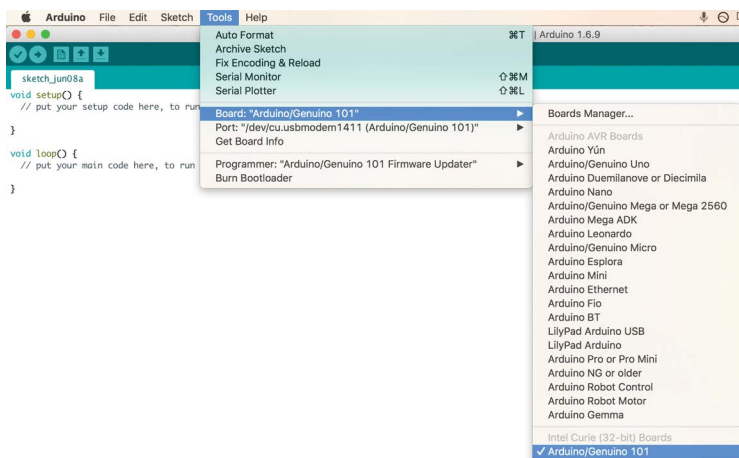 Arduino File Edit Sketch Tools Help
| Arduino 1.6.9
Auto Format ⌘T
Archive Sketch
Fix Encoding & Reload
Serial Monitor ⇧⌘M
Serial Plotter ⇧⌘L
Board: "Arduino/Genuino 101" ▶
Port: "/dev/cu.usbmodem1411 (Arduino/Genuino 101)" ▶
Get Board Info
Programmer: "Arduino/Genuino 101 Firmware Updater" ▶
Burn Bootloader
sketch_jun08a
void setup() {
// put your setup code here, to run
}
void loop() {
// put your main code here, to run
}
Boards Manager...
Arduino AVR Boards
Arduino Yún
Arduino/Genuino Uno
Arduino Duemilanove or Diecimila
Arduino Nano
Arduino/Genuino Mega or Mega 2560
Arduino Mega ADK
Arduino Leonardo
Arduino/Genuino Micro
Arduino Esplora
Arduino Mini
Arduino Ethernet
Arduino Fio
Arduino BT
LilyPad Arduino USB
LilyPad Arduino
Arduino Pro or Pro Mini
Arduino NG or older
Arduino Robot Control
Arduino Robot Motor
Arduino Gemma
Intel Curie (32-bit) Boards
✓ Arduino/Genuino 101